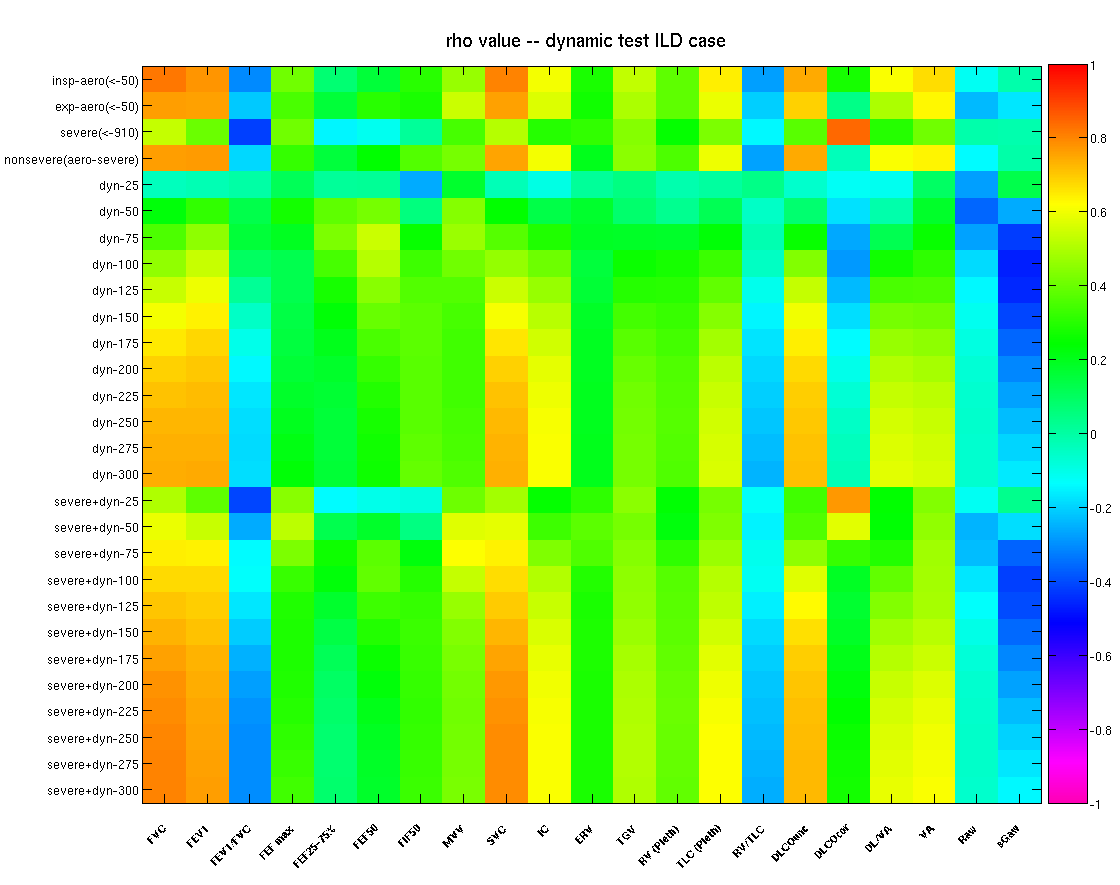 rho value -- dynamic test ILD case
insp-aero(<-50)
exp-aero(<-50)
severe(<-910)
nonsevere(aero-severe)
dyn-25
dyn-50
dyn-75
dyn-100
dyn-125
dyn-150
dyn-175
dyn-200
dyn-225
dyn-250
dyn-275
dyn-300
severe+dyn-25
severe+dyn-50
severe+dyn-75
severe+dyn-100
severe+dyn-125
severe+dyn-150
severe+dyn-175
severe+dyn-200
severe+dyn-225
severe+dyn-250
severe+dyn-275
severe+dyn-300
FVC
FEV1
FEV1/FVC
FEF max
FEF25-75%
FEF50
FIF50
MVV
SVC
IC
ERV
TGV
RV (Pleth)
TLC (Pleth)
RV/TLC
DLCOunc
DLCOcor
DL/VA
VA
Raw
sGaw
1
0.8
0.6
0.4
0.2
0
-0.2
-0.4
-0.6
-0.8
-1